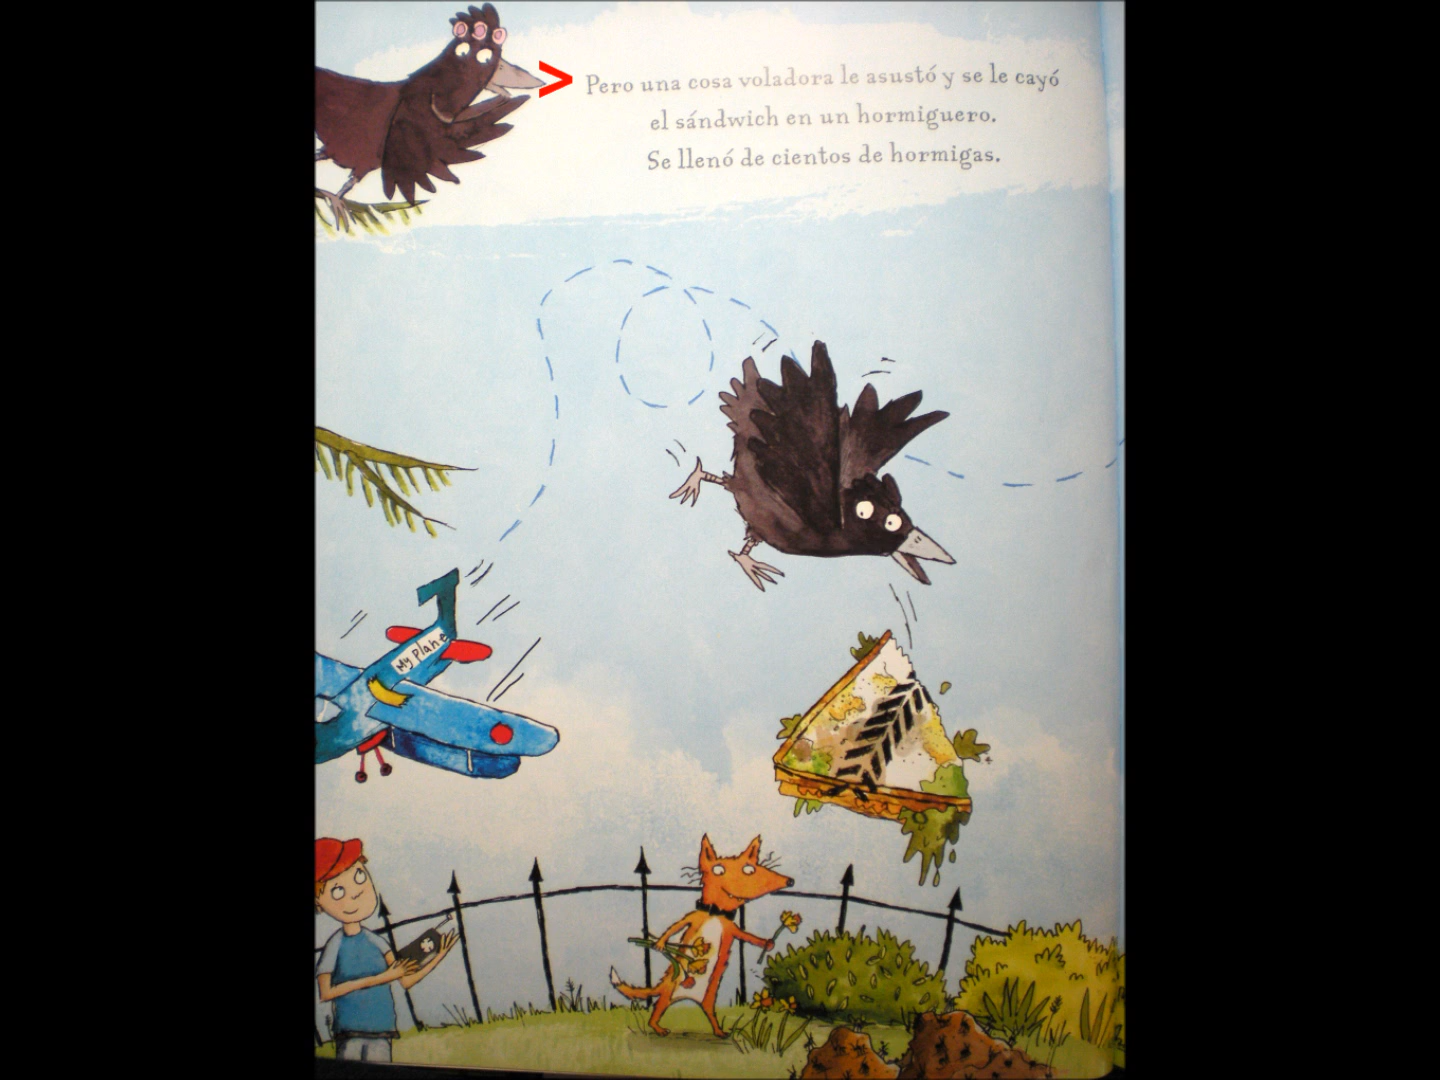 > Pero una cosa voladora le asustó y se le cayó
el sándwich en un hormiguero.
Se llenó de cientos de hormigas.
My Plane